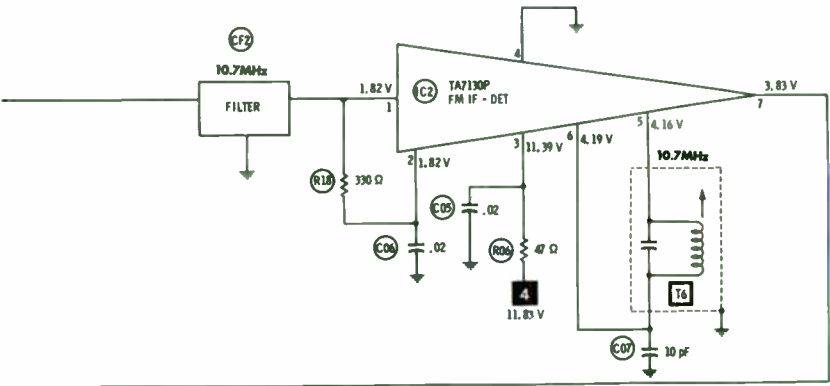 CF2
10.7MHz
FILTER
1.82 V
1
IC2
TA7130P
FM IF - DET
4
3.83 V
7
2
1.82 V
3
11.39 V
6
4.19 V
5
4.16 V
10.7MHz
R18
330 Ω
C05
.02
C06
.02
R06
47 Ω
4
11.83 V
T6
C07
10 pF